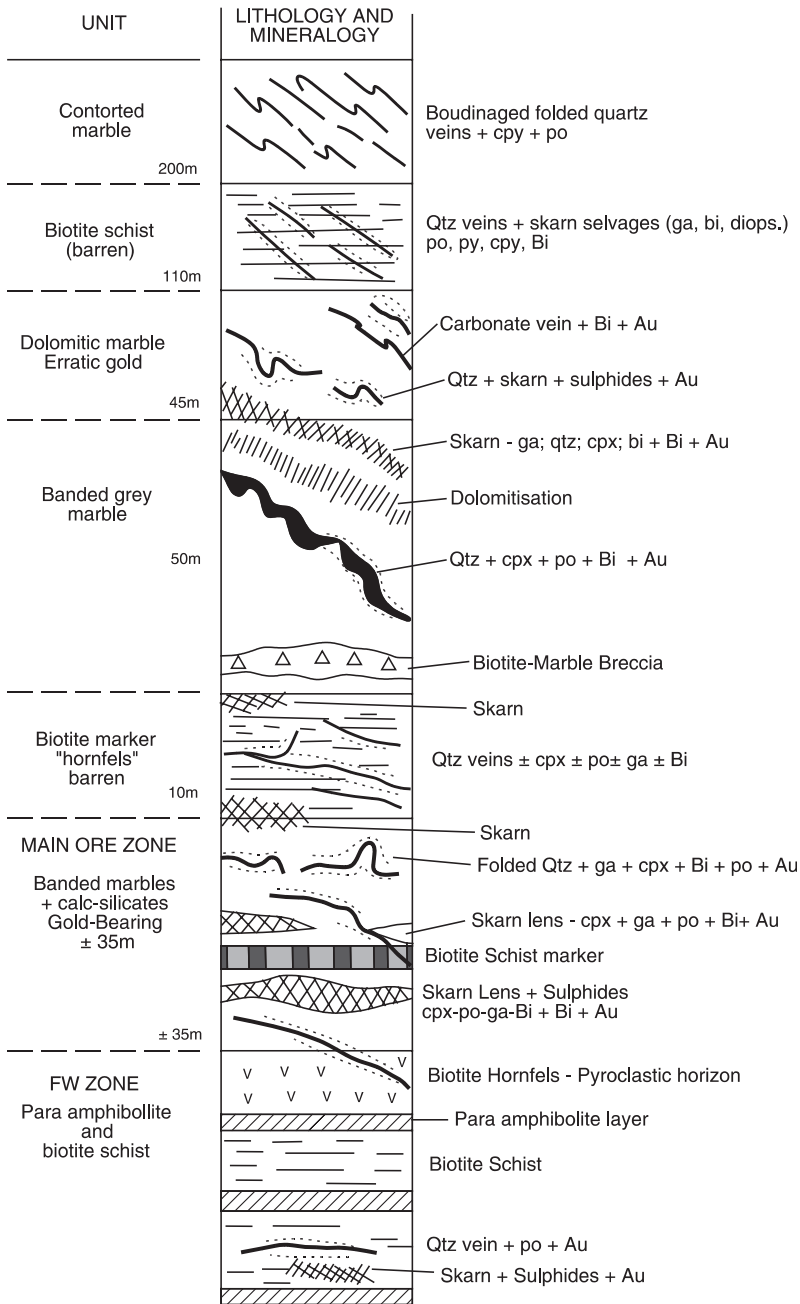 UNIT
LITHOLOGY AND
MINERALOGY
Contorted
marble
200m
Boudinaged folded quartz
veins + cpy + po
Biotite schist
(barren)
110m
Qtz veins + skarn selvages (ga, bi, diops.)
po, py, cpy, Bi
Dolomitic marble
Erratic gold
45m
Carbonate vein + Bi + Au
Qtz + skarn + sulphides + Au
Banded grey
marble
50m
Skarn - ga; qtz; cpx; bi + Bi + Au
Dolomitisation
Qtz + cpx + po + Bi + Au
Biotite-Marble Breccia
Biotite marker
"hornfels"
barren
10m
Skarn
Qtz veins ± cpx ± po± ga ± Bi
Skarn
MAIN ORE ZONE
Banded marbles
+ calc-silicates
Gold-Bearing
± 35m
± 35m
Folded Qtz + ga + cpx + Bi + po + Au
Skarn lens - cpx + ga + po + Bi+ Au
Biotite Schist marker
Skarn Lens + Sulphides
cpx-po-ga-Bi + Bi + Au
FW ZONE
Para amphibollite
and
biotite schist
V
V V V V
V V V V
Biotite Hornfels - Pyroclastic horizon
Para amphibolite layer
Biotite Schist
Qtz vein + po + Au
Skarn + Sulphides + Au